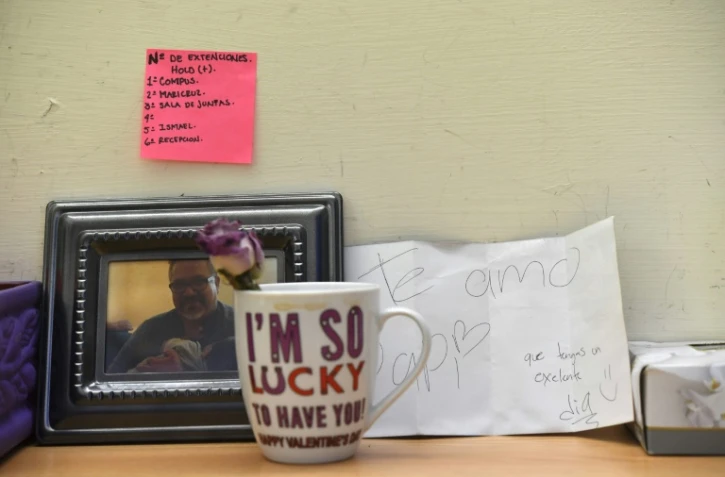 Nº DE EXTENCIONES.
HOLD (+).
1= COMPUS.
2= MARICRUZ.
3= SALA DE JUNTAS.
4=
5= ISMAEL.
6= RECEPCION.
I'M SO
LUCKY
TO HAVE YOU!
HAPPY VALENTINE'S DAY
te amo
Papi
que tengas un
exelente
dia